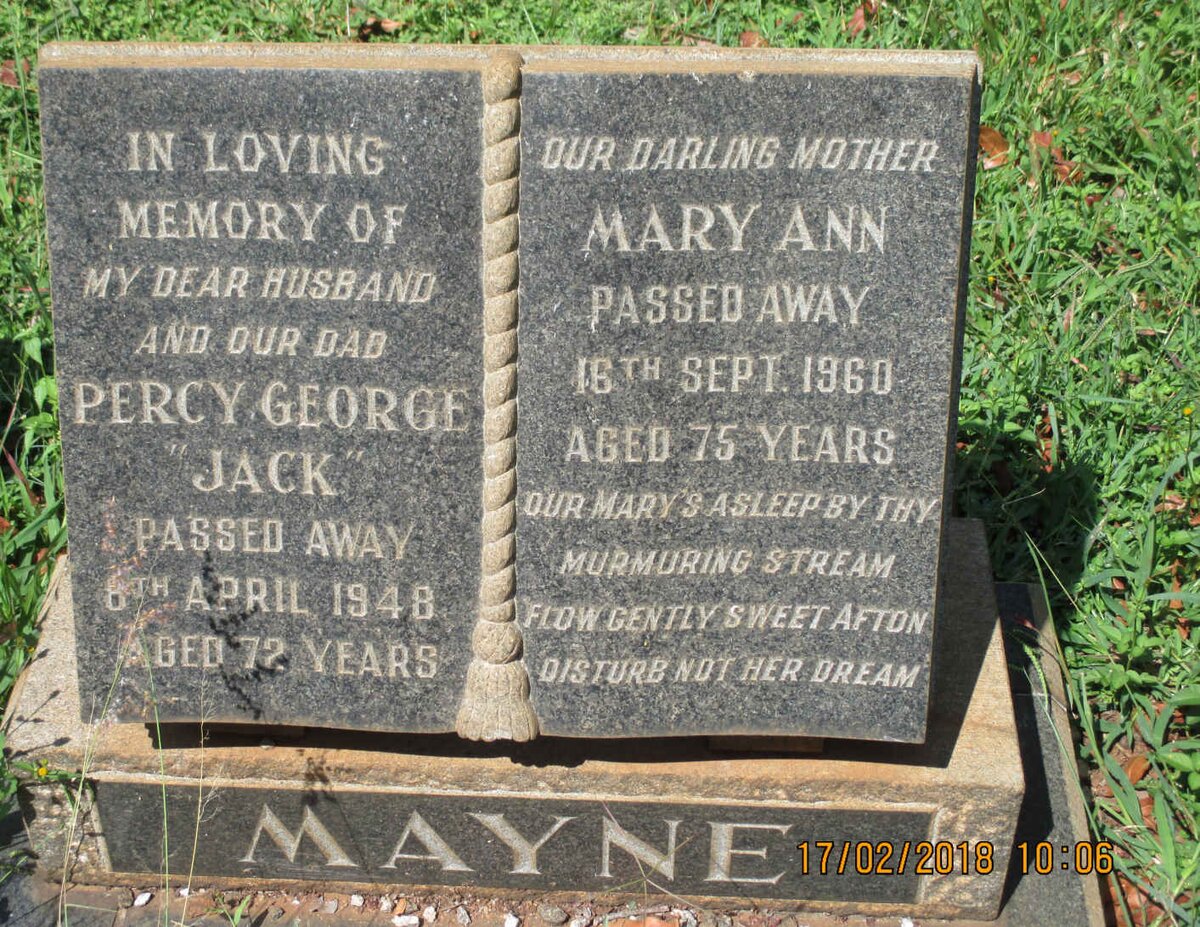 IN LOVING
MEMORY OF
MY DEAR HUSBAND
AND OUR DAD
PERCY GEORGE
"JACK"
PASSED AWAY
6TH APRIL 1948
AGED 72 YEARS
OUR DARLING MOTHER
MARY ANN
PASSED AWAY
16TH SEPT. 1960
AGED 75 YEARS
OUR MARY'S ASLEEP BY THY
MURMURING STREAM
FLOW GENTLY SWEET AFTON
DISTURB NOT HER DREAM
MAYNE
17/02/2018 10:06